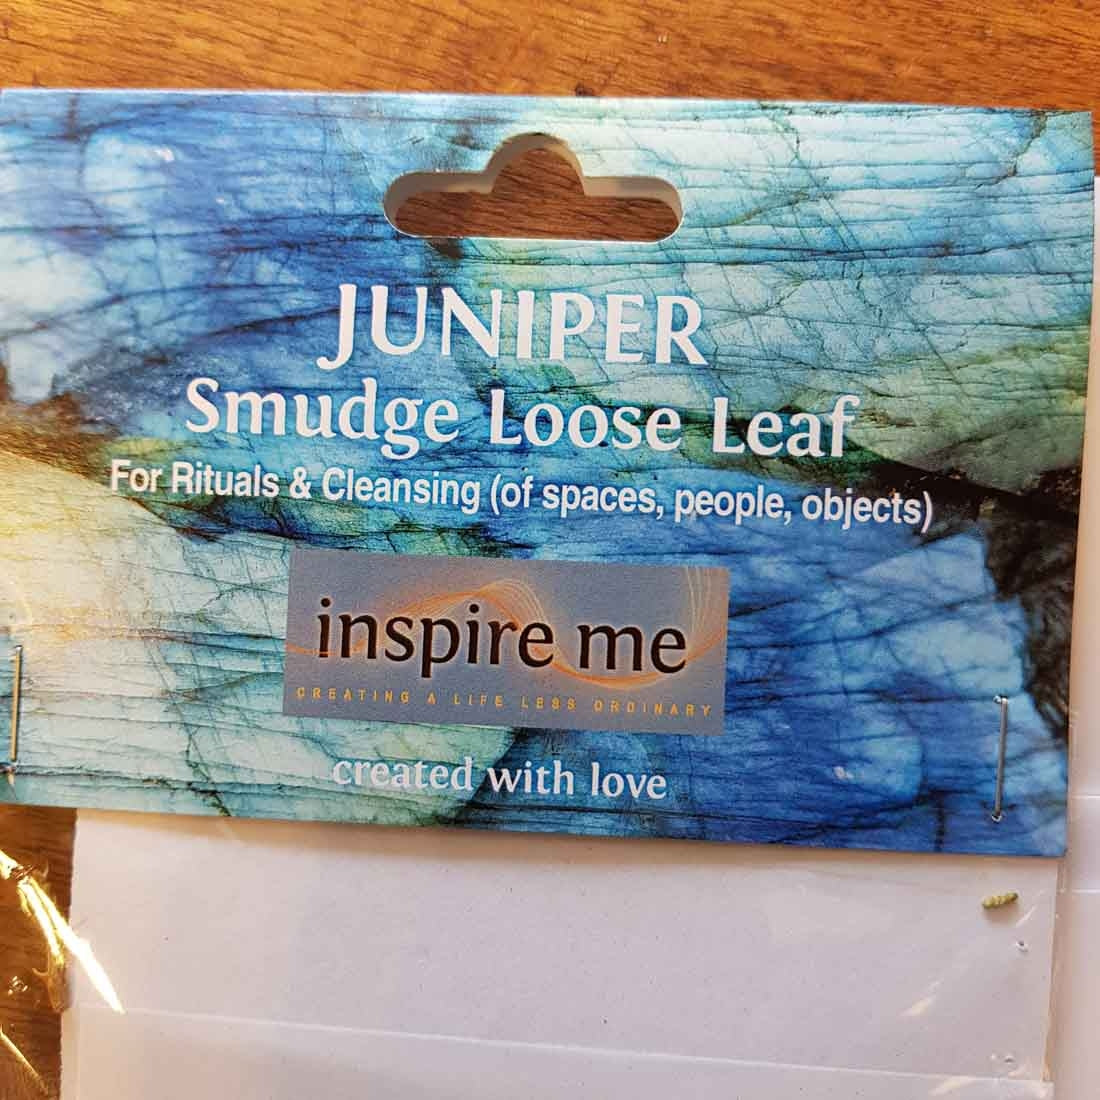 JUNIPER
Smudge Loose Leaf
For Rituals & Cleansing (of spaces, people, objects)
inspire me
CREATING A LIFE LESS ORDINARY
created with love